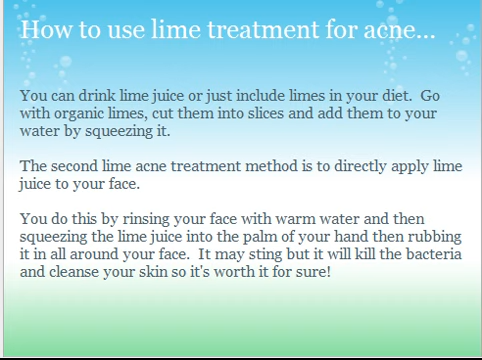 How to use lime treatment for acne...
You can drink lime juice or just include limes in your diet.  Go
with organic limes, cut them into slices and add them to your
water by squeezing it.
The second lime acne treatment method is to directly apply lime
juice to your face.
You do this by rinsing your face with warm water and then
squeezing the lime juice into the palm of your hand then rubbing
it in all around your face.  It may sting but it will kill the bacteria
and cleanse your skin so it's worth it for sure!